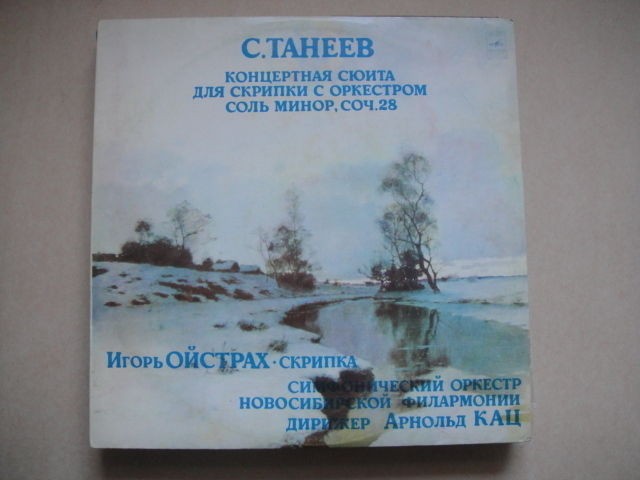 С.ТАНЕЕВ
КОНЦЕРТНАЯ СЮИТА
ДЛЯ СКРИПКИ С ОРКЕСТРОМ
СОЛЬ МИНОР, СОЧ.28
Игорь ОЙСТРАХ · СКРИПКА
СИМФОНИЧЕСКИЙ ОРКЕСТР
НОВОСИБИРСКОЙ ФИЛАРМОНИИ
ДИРИЖЕР АРНОЛЬД КАЦ